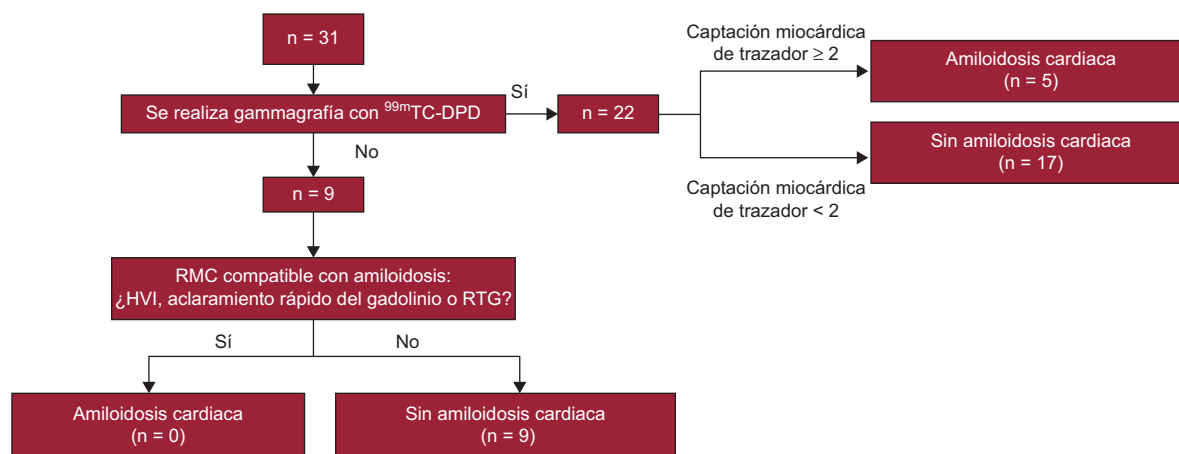 n = 31
Se realiza gammagrafía con ⁹⁹ᵐTC-DPD
Sí
n = 22
Captación miocárdica
de trazador ≥ 2
Amiloidosis cardiaca
(n = 5)
Sin amiloidosis cardiaca
(n = 17)
Captación miocárdica
de trazador < 2
No
n = 9
RMC compatible con amiloidosis:
¿HVI, aclaramiento rápido del gadolinio o RTG?
Sí
No
Amiloidosis cardiaca
(n = 0)
Sin amiloidosis cardiaca
(n = 9)